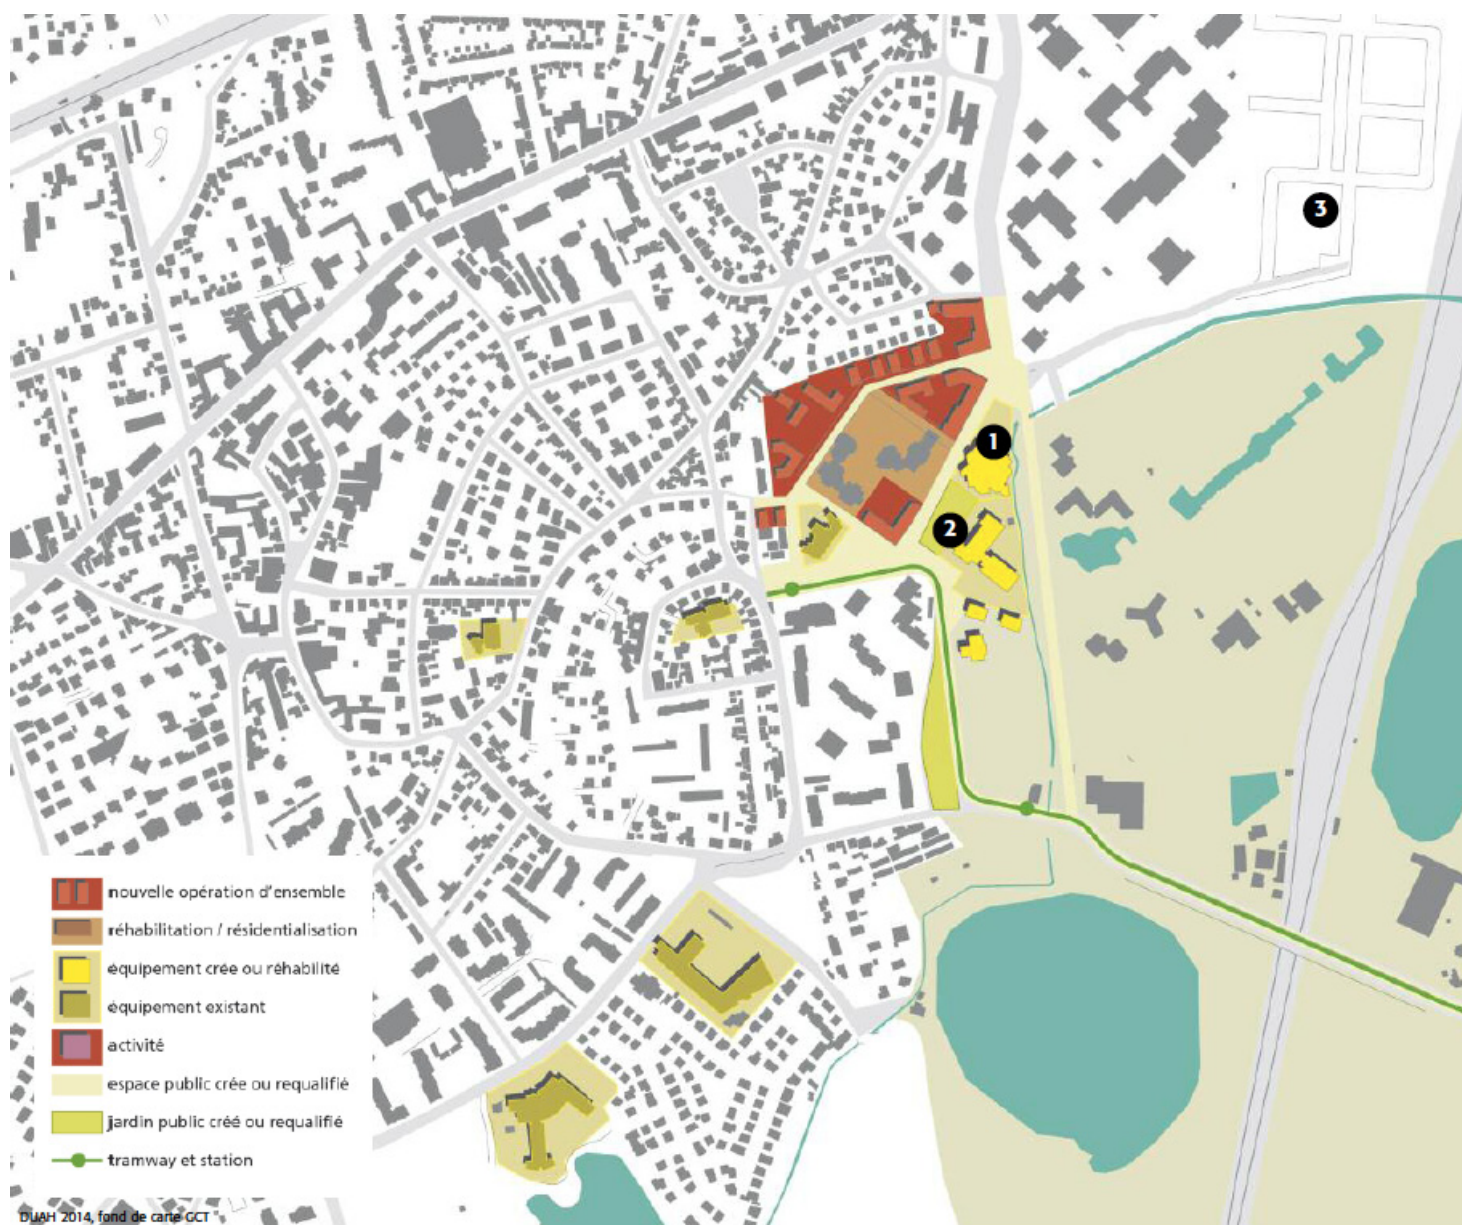 3
1
2
nouvelle opération d'ensemble
réhabilitation / résidentialisation
équipement crée ou réhabilité
équipement existant
activité
espace public crée ou requalifié
jardin public créé ou requalifié
tramway et station
DUAH 2014, fond de carte GCT